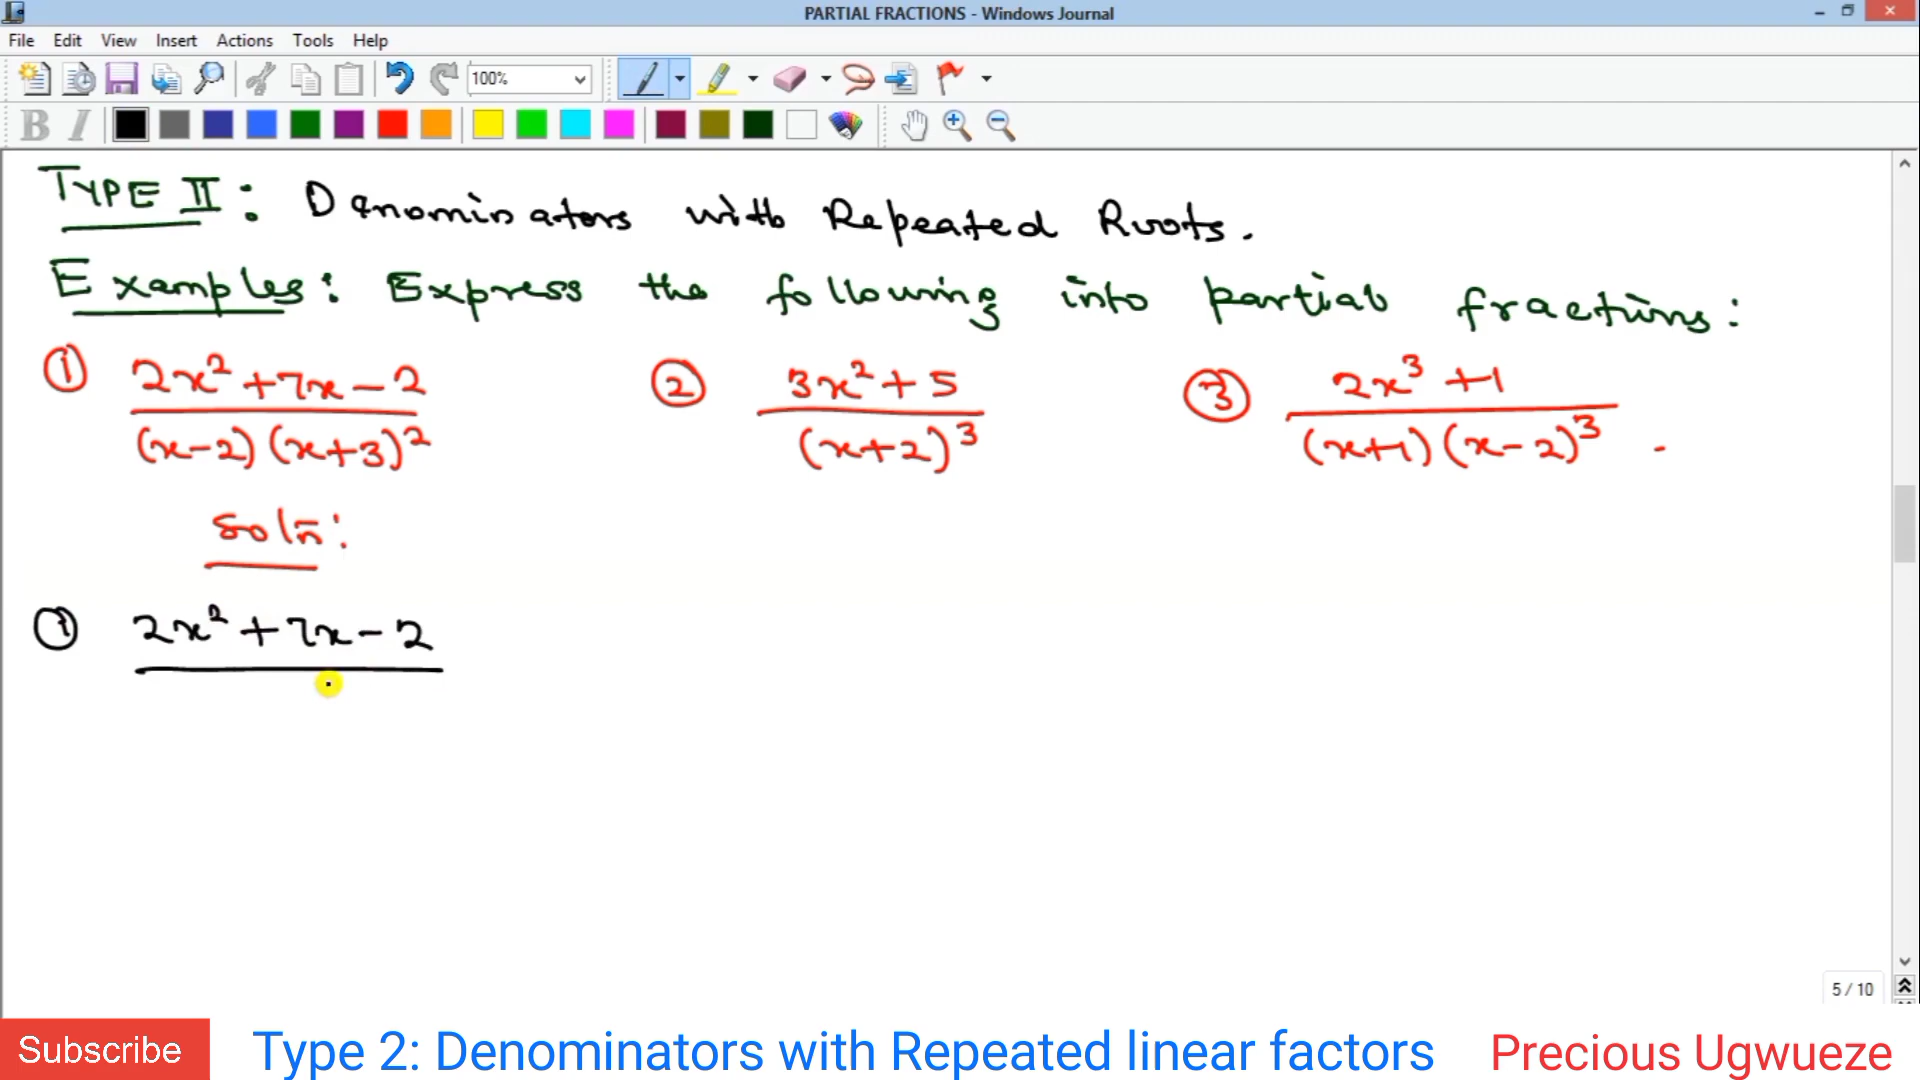 PARTIAL FRACTIONS - Windows Journal
File Edit View Insert Actions Tools Help
100%
B I
TYPE II: Denominators with Repeated Roots.
Examples: Express the following into partial fractions:
① 2x² + 7x - 2 / (x-2)(x+3)² ② 3x² + 5 / (x+2)³ ③ 2x³ + 1 / (x+1)(x-2)³ .
soln:
① 2x² + 7x - 2
5 / 10
Subscribe Type 2: Denominators with Repeated linear factors Precious Ugwueze